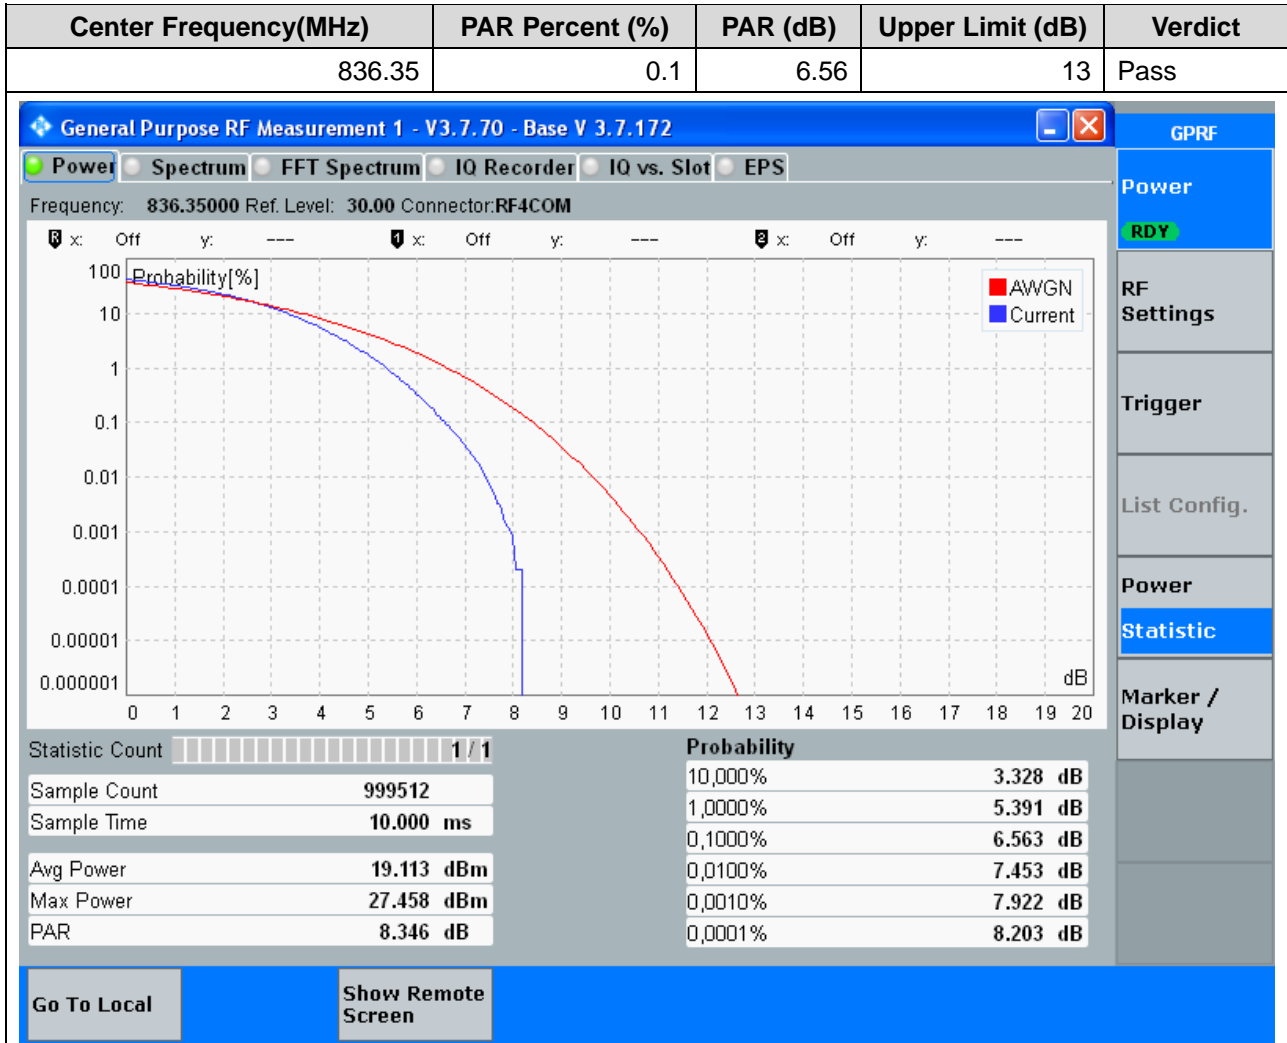 Center Frequency(MHz) PAR Percent (%) PAR (dB) Upper Limit (dB) Verdict
836.35 0.1 6.56 13 Pass
General Purpose RF Measurement 1 - V3.7.70 - Base V 3.7.172
GPRF
Power Spectrum FFT Spectrum IQ Recorder IQ vs. Slot EPS
Frequency: 836.35000 Ref. Level: 30.00 Connector:RF4COM
R x: Off y: --- 1 x: Off y: --- 2 x: Off y: ---
Probability[%]
AWGN
Current
100
10
1
0.1
0.01
0.001
0.0001
0.00001
0.000001
dB
0 1 2 3 4 5 6 7 8 9 10 11 12 13 14 15 16 17 18 19 20
Statistic Count 1 / 1
Sample Count 999512
Sample Time 10.000 ms
Avg Power 19.113 dBm
Max Power 27.458 dBm
PAR 8.346 dB
Probability
10,000% 3.328 dB
1,0000% 5.391 dB
0,1000% 6.563 dB
0,0100% 7.453 dB
0,0010% 7.922 dB
0,0001% 8.203 dB
Power
RDY
RF
Settings
Trigger
List Config.
Power
Statistic
Marker /
Display
Go To Local
Show Remote
Screen